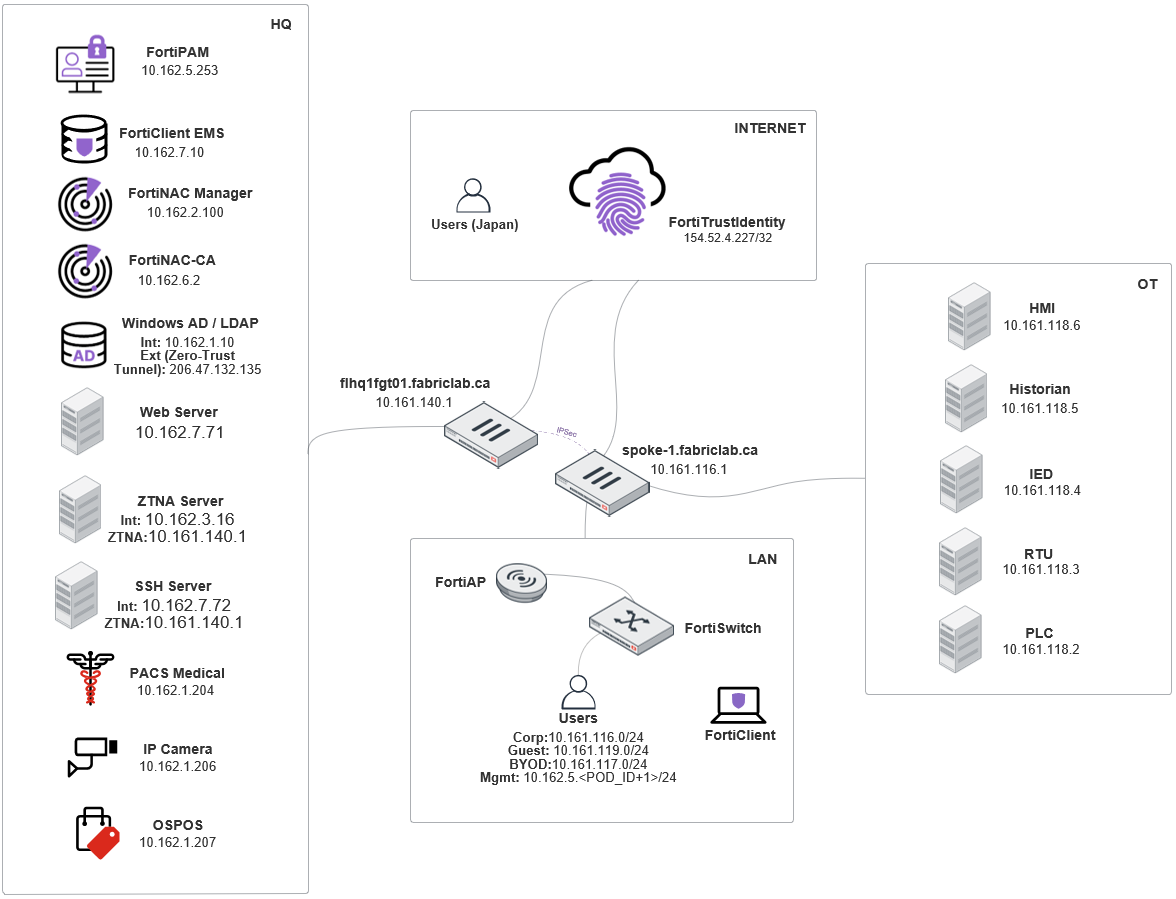 HQ
FortiPAM
10.162.5.253
FortiClient EMS
10.162.7.10
FortiNAC Manager
10.162.2.100
FortiNAC-CA
10.162.6.2
Windows AD / LDAP
AD
Int: 10.162.1.10
Ext (Zero-Trust
Tunnel): 206.47.132.135
Web Server
10.162.7.71
ZTNA Server
Int: 10.162.3.16
ZTNA:10.161.140.1
SSH Server
Int: 10.162.7.72
ZTNA:10.161.140.1
PACS Medical
10.162.1.204
IP Camera
10.162.1.206
OSPOS
10.162.1.207
INTERNET
Users (Japan)
FortiTrustIdentity
154.52.4.227/32
flhq1fgt01.fabriclab.ca
10.161.140.1
IPSec
spoke-1.fabriclab.ca
10.161.116.1
LAN
FortiAP
FortiSwitch
Users
Corp:10.161.116.0/24
Guest: 10.161.119.0/24
BYOD:10.161.117.0/24
Mgmt: 10.162.5.<POD_ID+1>/24
FortiClient
OT
HMI
10.161.118.6
Historian
10.161.118.5
IED
10.161.118.4
RTU
10.161.118.3
PLC
10.161.118.2